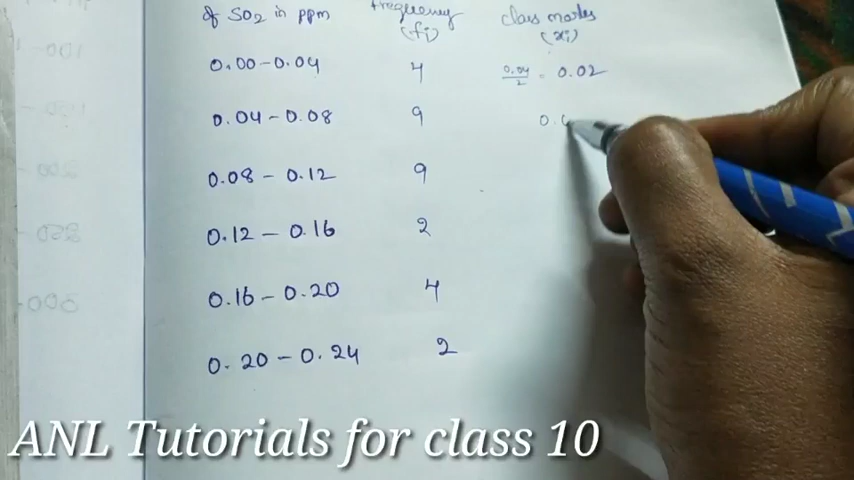 of SO2 in ppm frequency (fi) class marks (xi)
0.00-0.04 4 0.04/2 = 0.02
0.04 - 0.08 9 0.
0.08 - 0.12 9
0.12 - 0.16 2
0.16 - 0.20 4
0.20 - 0.24 2
ANL Tutorials for class 10